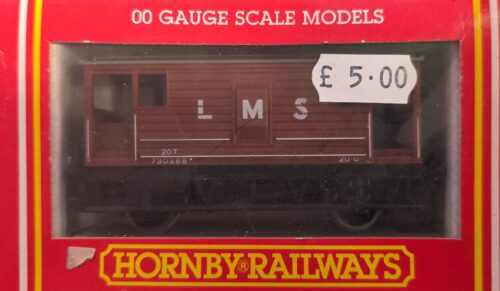 00 GAUGE SCALE MODELS
£ 5.00
L M S
20T
730386
20-0
HORNBY® RAILWAYS